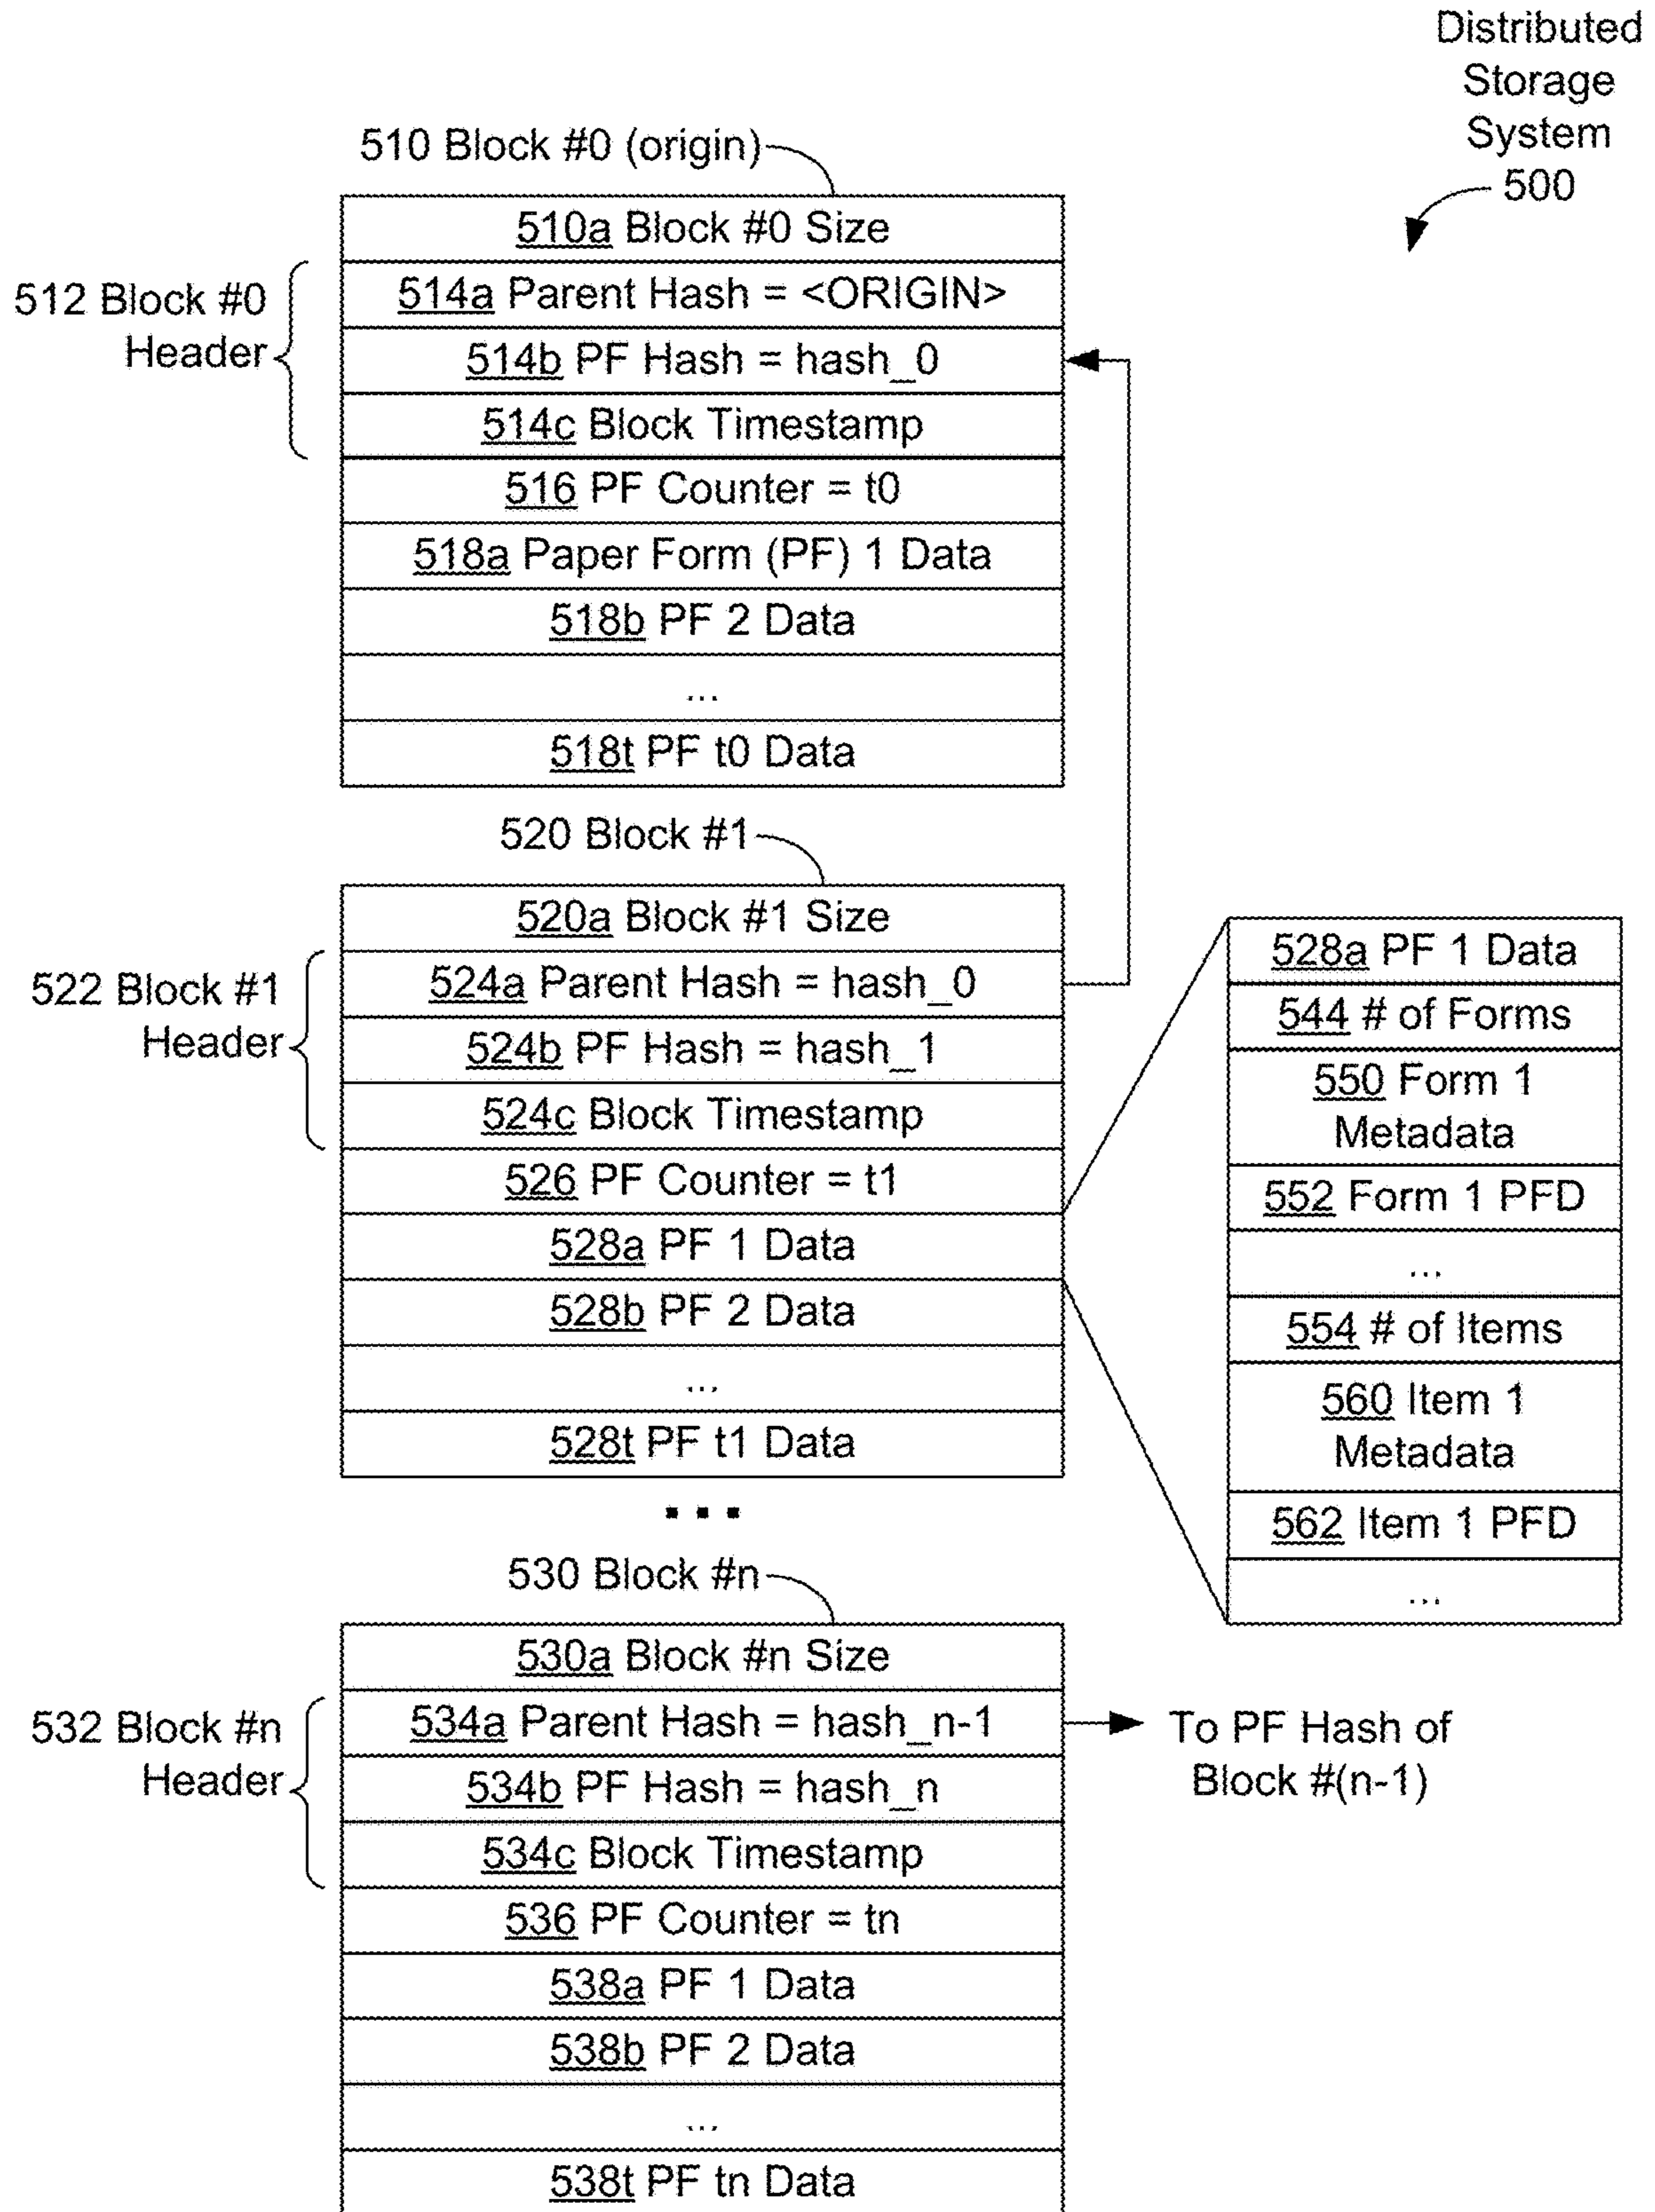 Distributed
Storage
System
500
510 Block #0 (origin)
510a Block #0 Size
512 Block #0
Header
514a Parent Hash = <ORIGIN>
514b PF Hash = hash_0
514c Block Timestamp
516 PF Counter = t0
518a Paper Form (PF) 1 Data
518b PF 2 Data
...
518t PF t0 Data
520 Block #1
520a Block #1 Size
522 Block #1
Header
524a Parent Hash = hash_0
524b PF Hash = hash_1
524c Block Timestamp
526 PF Counter = t1
528a PF 1 Data
528b PF 2 Data
...
528t PF t1 Data
528a PF 1 Data
544 # of Forms
550 Form 1
Metadata
552 Form 1 PFD
...
554 # of Items
560 Item 1
Metadata
562 Item 1 PFD
...
...
530 Block #n
530a Block #n Size
532 Block #n
Header
534a Parent Hash = hash_n-1
To PF Hash of
Block #(n-1)
534b PF Hash = hash_n
534c Block Timestamp
536 PF Counter = tn
538a PF 1 Data
538b PF 2 Data
...
538t PF tn Data